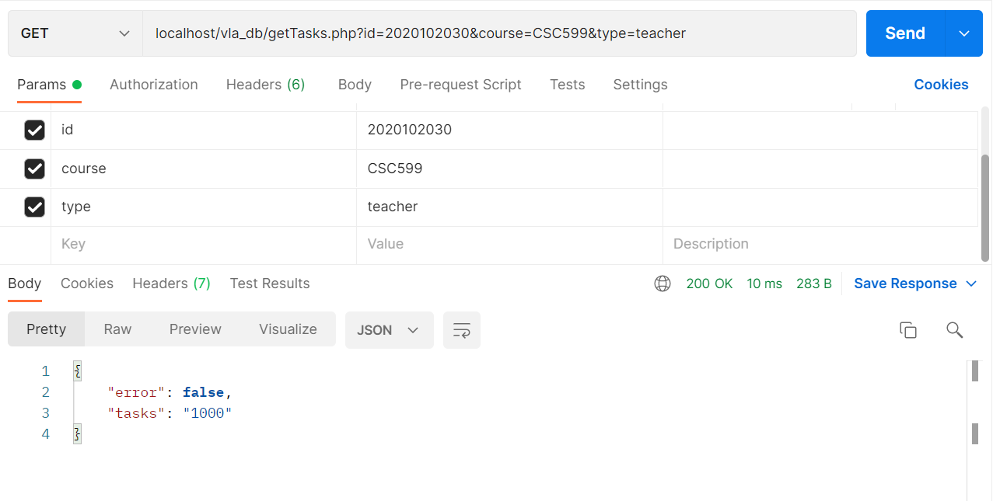 GET localhost/vla_db/getTasks.php?id=2020102030&course=CSC599&type=teacher Send
Params Authorization Headers (6) Body Pre-request Script Tests Settings Cookies
id 2020102030
course CSC599
type teacher
Key Value Description
Body Cookies Headers (7) Test Results 200 OK 10 ms 283 B Save Response
Pretty Raw Preview Visualize JSON
1 {
2 "error": false,
3 "tasks": "1000"
4 }